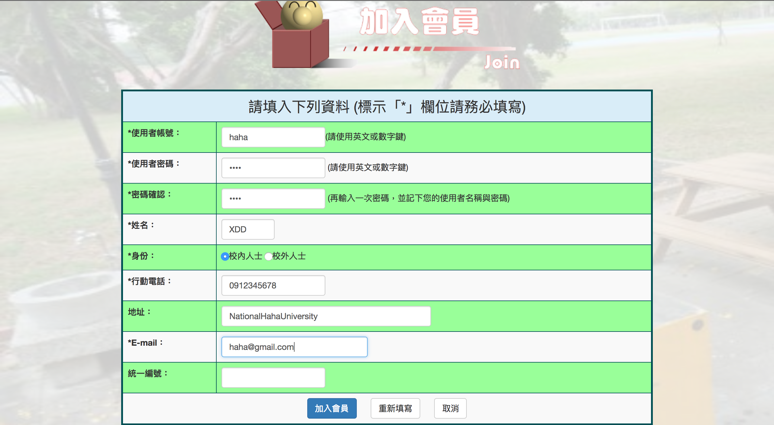 加入會員
Join
請填入下列資料 (標示「*」欄位請務必填寫)
*使用者帳號： haha (請使用英文或數字鍵)
*使用者密碼： •••• (請使用英文或數字鍵)
*密碼確認： •••• (再輸入一次密碼，並記下您的使用者名稱與密碼)
*姓名： XDD
*身份： 校內人士 校外人士
*行動電話： 0912345678
地址： NationalHahaUniversity
*E-mail： haha@gmail.com
統一編號：
加入會員 重新填寫 取消